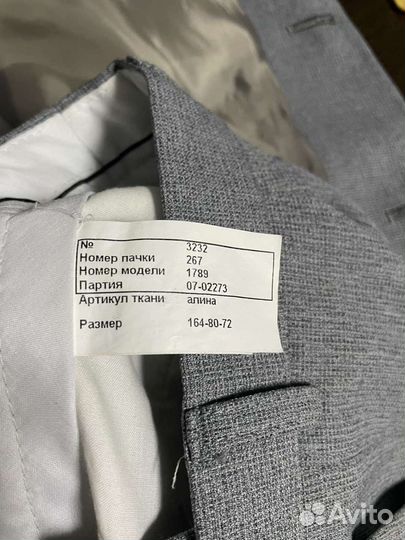 № 3232
Номер пачки 267
Номер модели 1789
Партия 07-02273
Артикул ткани алина
Размер 164-80-72
Avito